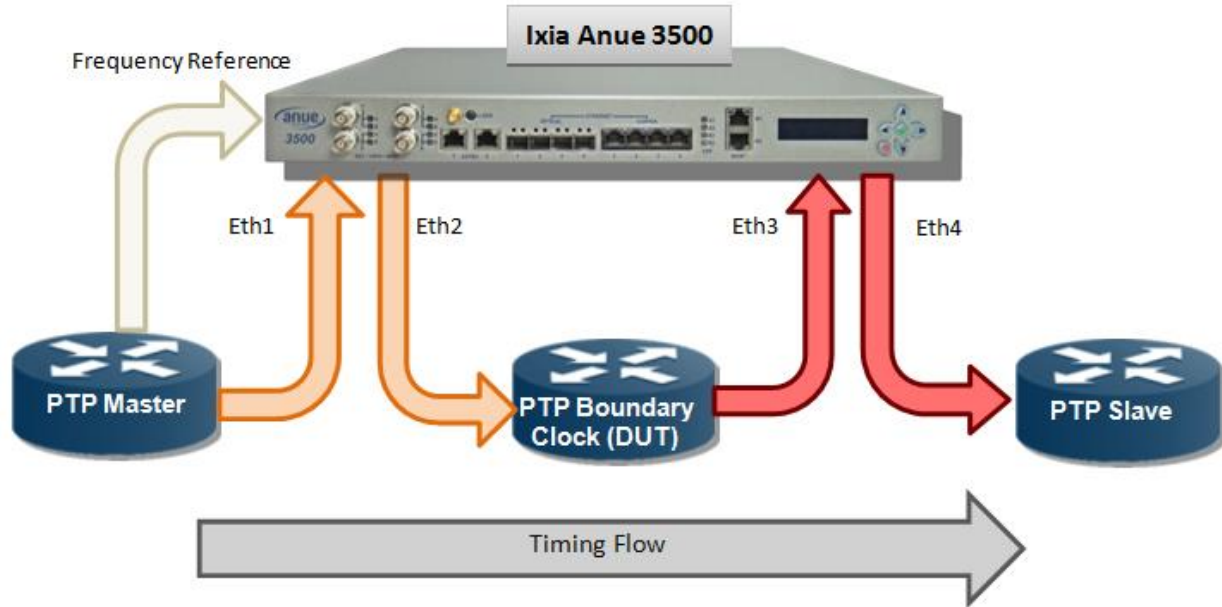 Ixia Anue 3500
Frequency Reference
anue
3500
Eth1
Eth2
Eth3
Eth4
PTP Master
PTP Boundary
Clock (DUT)
PTP Slave
Timing Flow